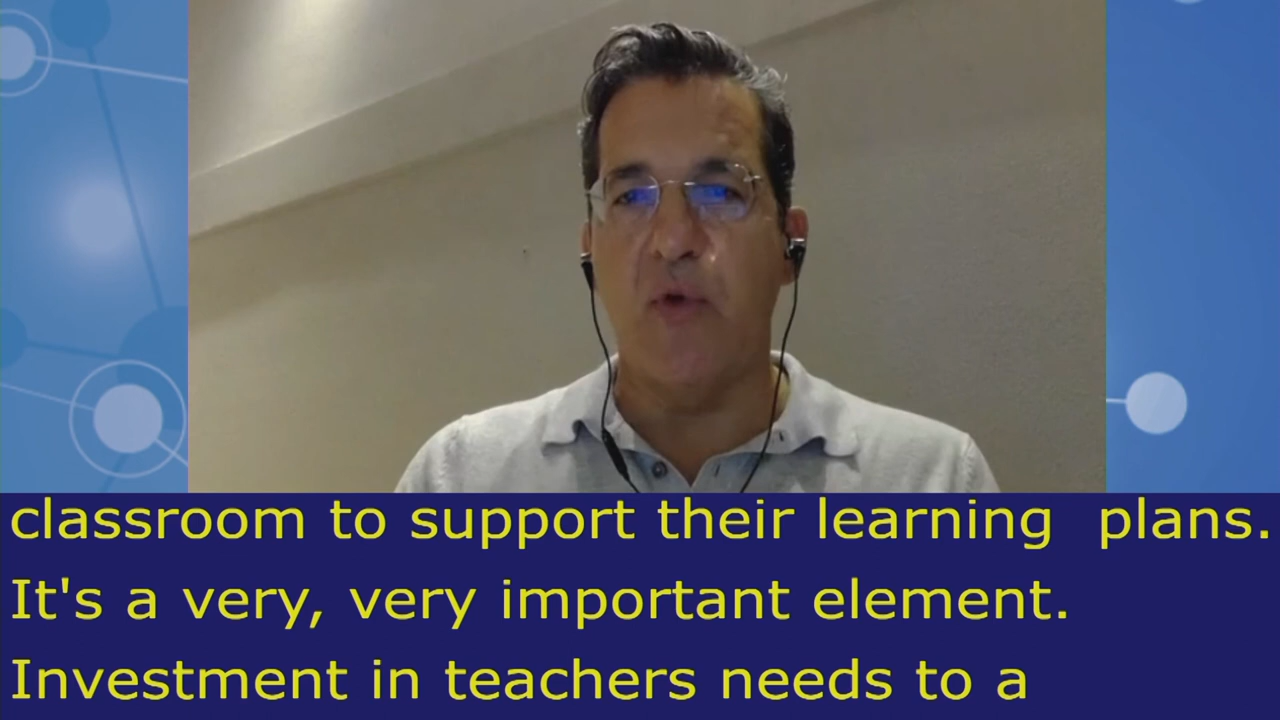 classroom to support their learning  plans.
It's a very, very important element.
Investment in teachers needs to a